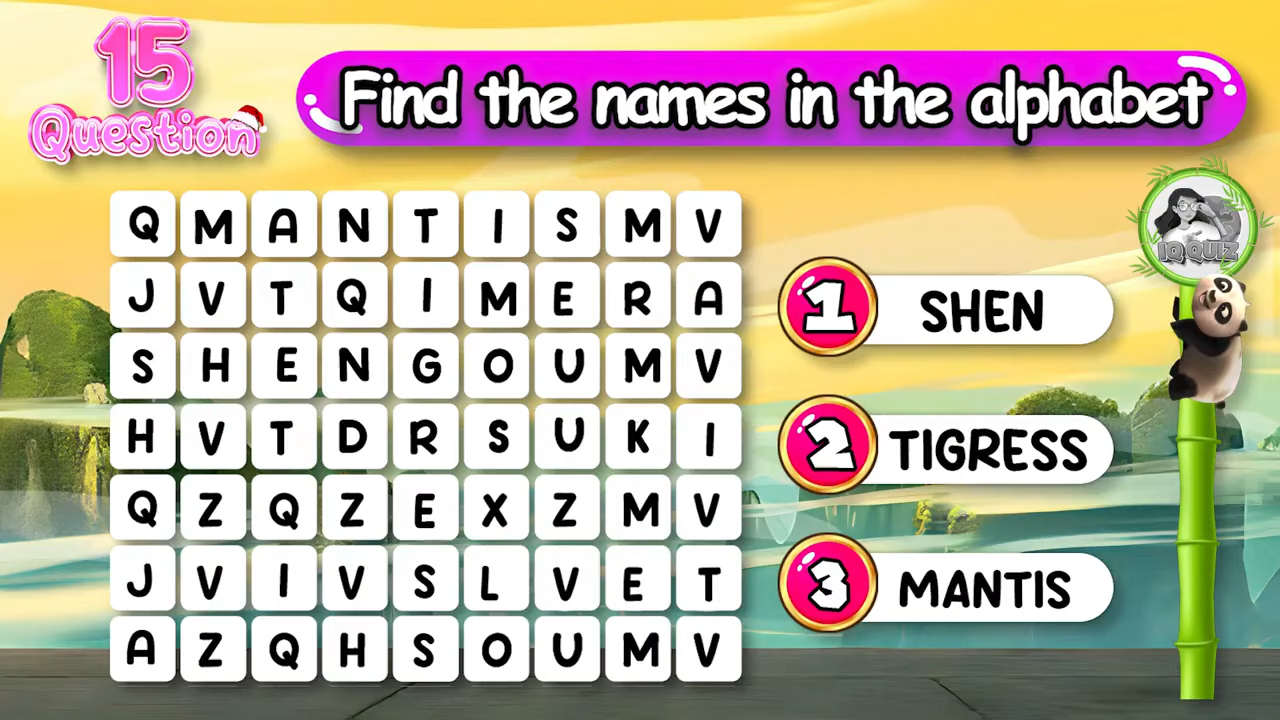 15
Question
Find the names in the alphabet
IQ QUIZ
Q M A N T I S M V
J V T Q I M E R A
S H E N G O U M V
H V T D R S U K I
Q Z Q Z E X Z M V
J V I V S L V E T
A Z Q H S O U M V
1 SHEN
2 TIGRESS
3 MANTIS